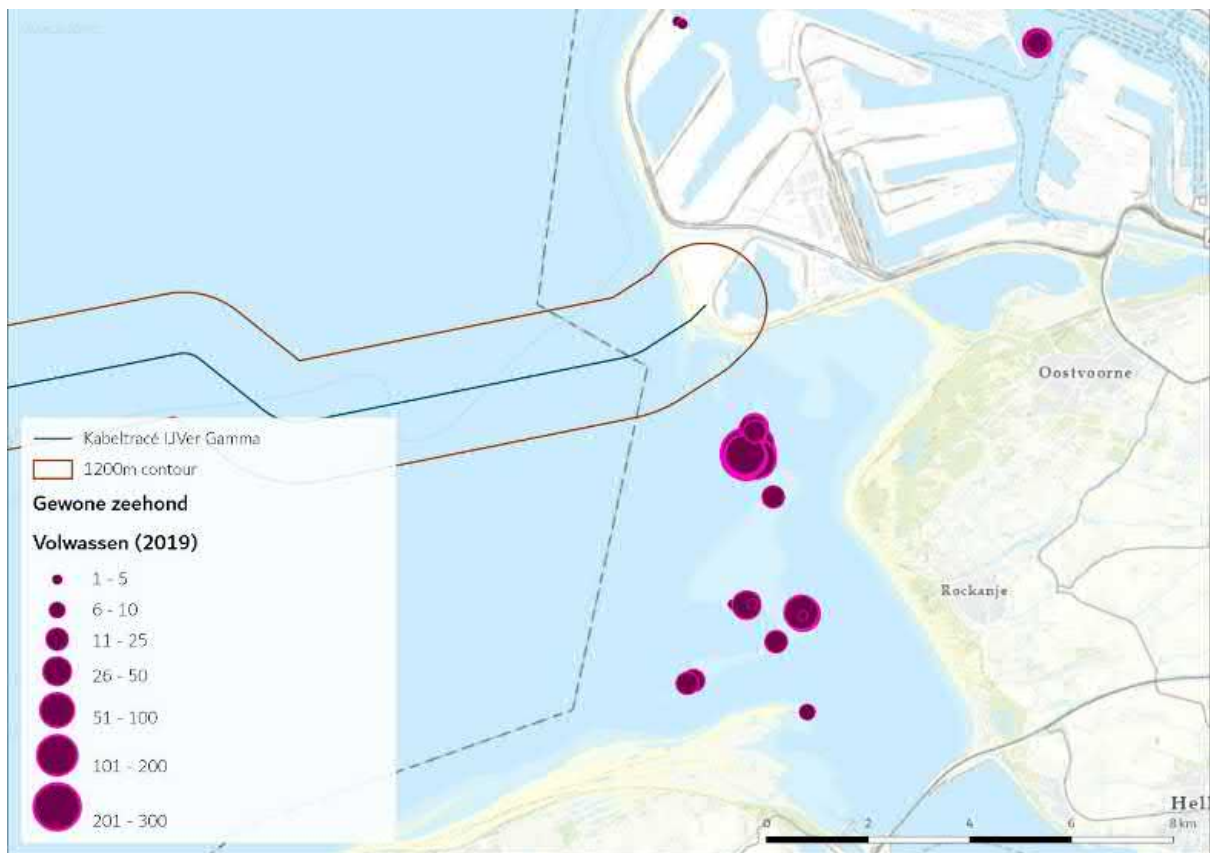 Oostvoorne
Kabeltracé IJVer Gamma
1200m contour
Gewone zeehond
Volwassen (2019)
1 - 5
6 - 10
11 - 25
26 - 50
51 - 100
101 - 200
201 - 300
Rockanje
Hell
0 2 4 6 8 km